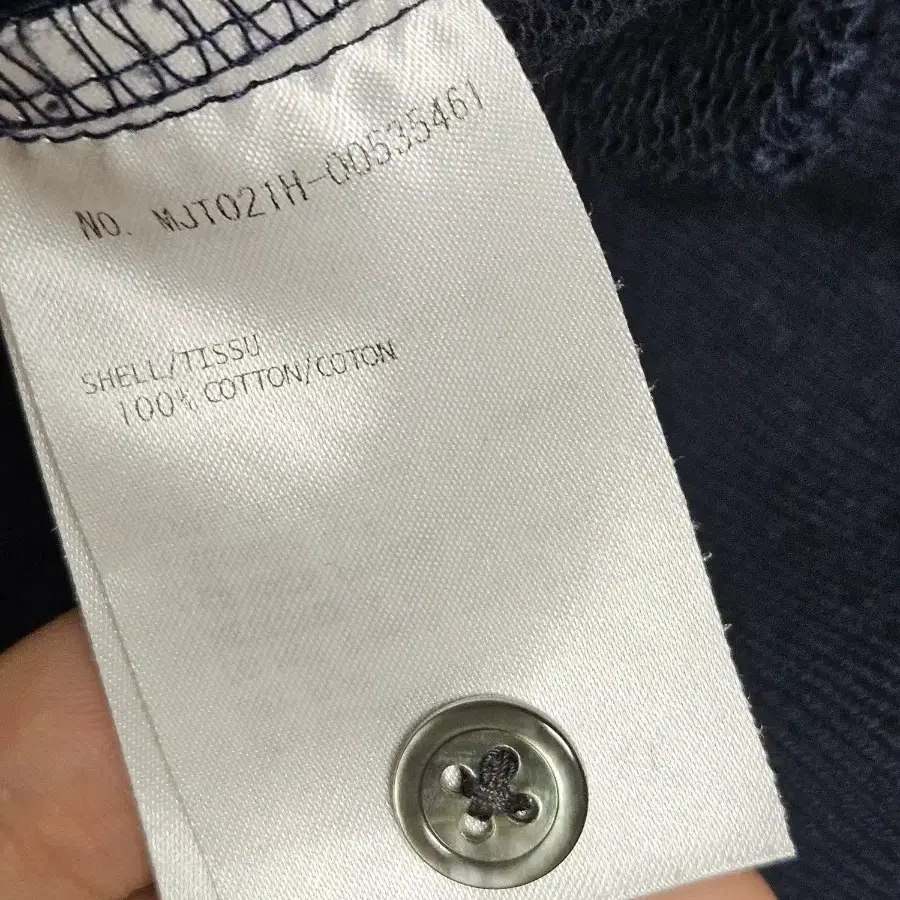 NO. MJT021H-00535461
SHELL/TISSU
100% COTTON/COTON